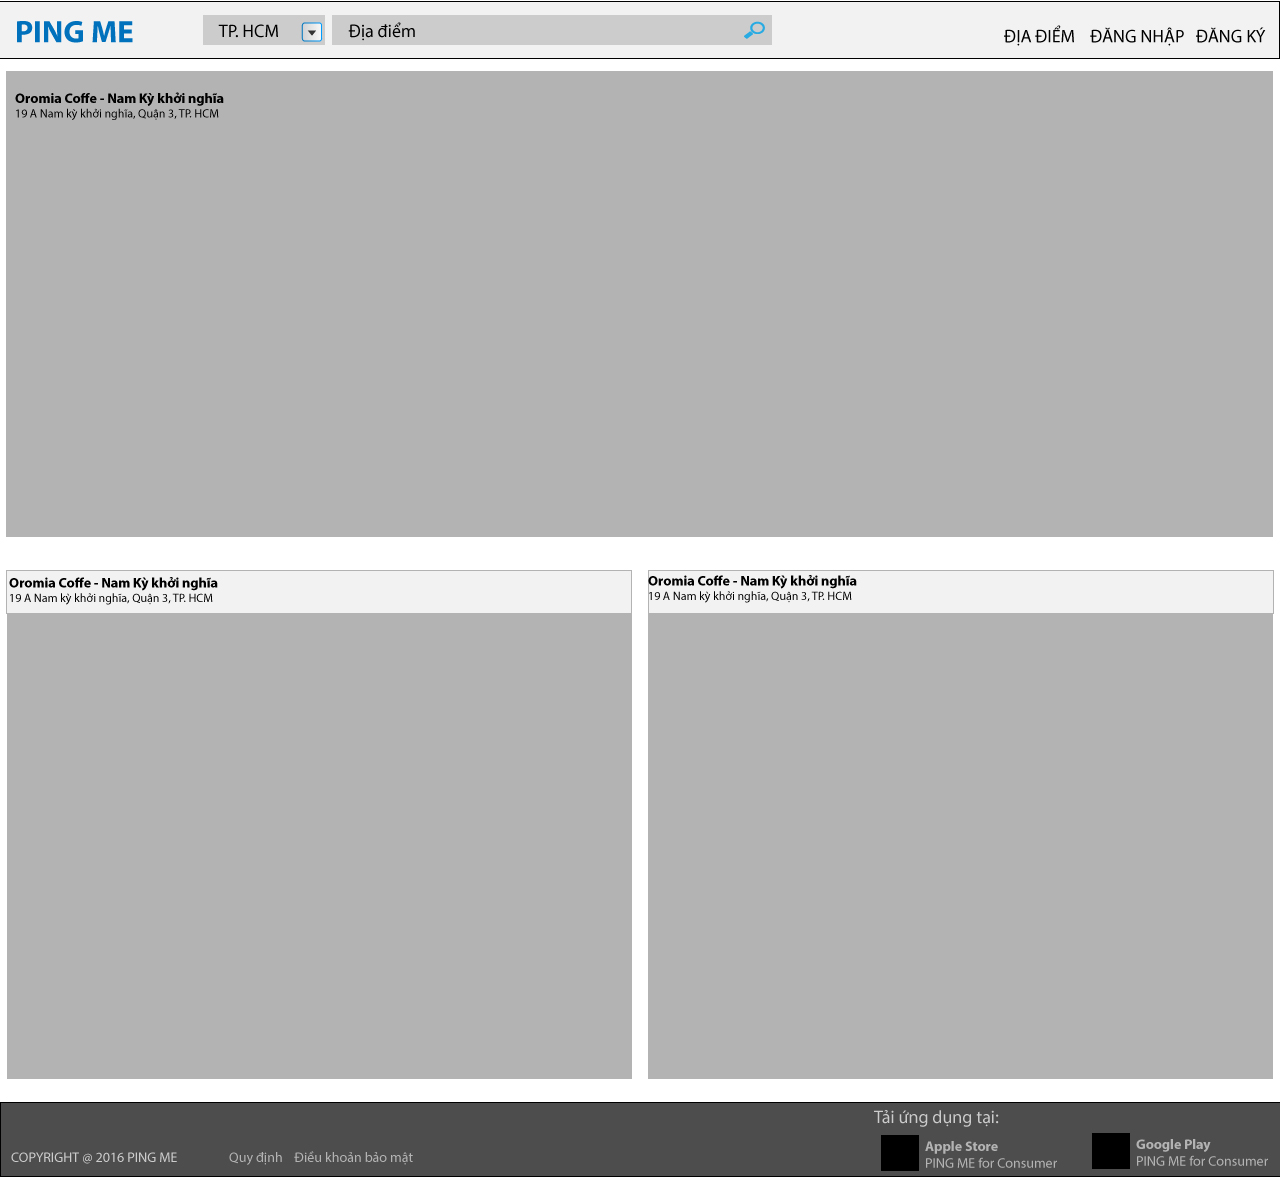 PING ME
TP. HCM
Địa điểm
ĐỊA ĐIỂM ĐĂNG NHẬP ĐĂNG KÝ
Oromia Coffe - Nam Kỳ khởi nghĩa
19 A Nam kỳ khởi nghĩa, Quận 3, TP. HCM
Oromia Coffe - Nam Kỳ khởi nghĩa
19 A Nam kỳ khởi nghĩa, Quận 3, TP. HCM
Oromia Coffe - Nam Kỳ khởi nghĩa
19 A Nam kỳ khởi nghĩa, Quận 3, TP. HCM
COPYRIGHT @ 2016 PING ME
Quy định Điều khoản bảo mật
Tải ứng dụng tại:
Apple Store
PING ME for Consumer
Google Play
PING ME for Consumer